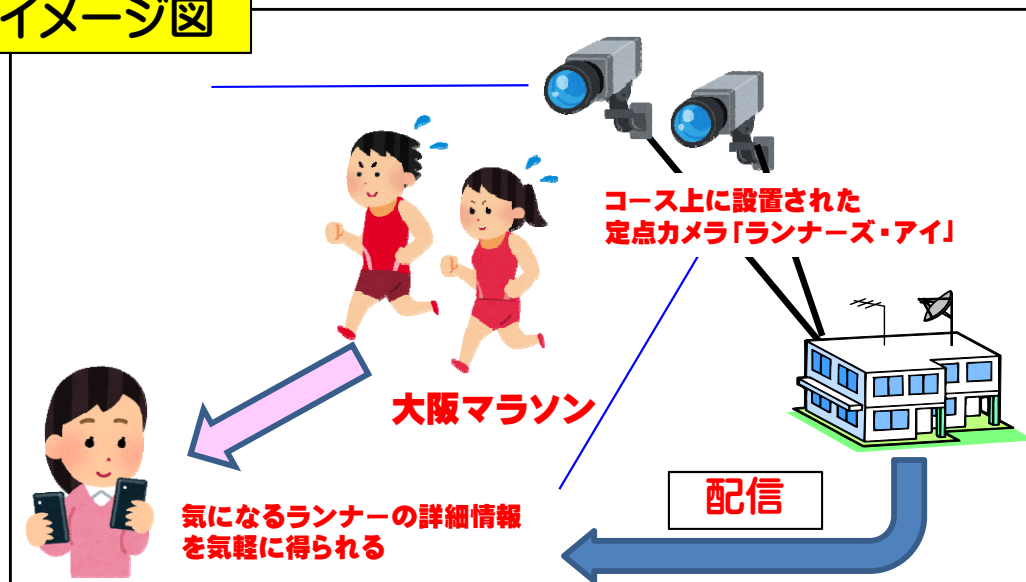 イメージ図
コース上に設置された
定点カメラ「ランナーズ・アイ」
大阪マラソン
配信
気になるランナーの詳細情報
を気軽に得られる